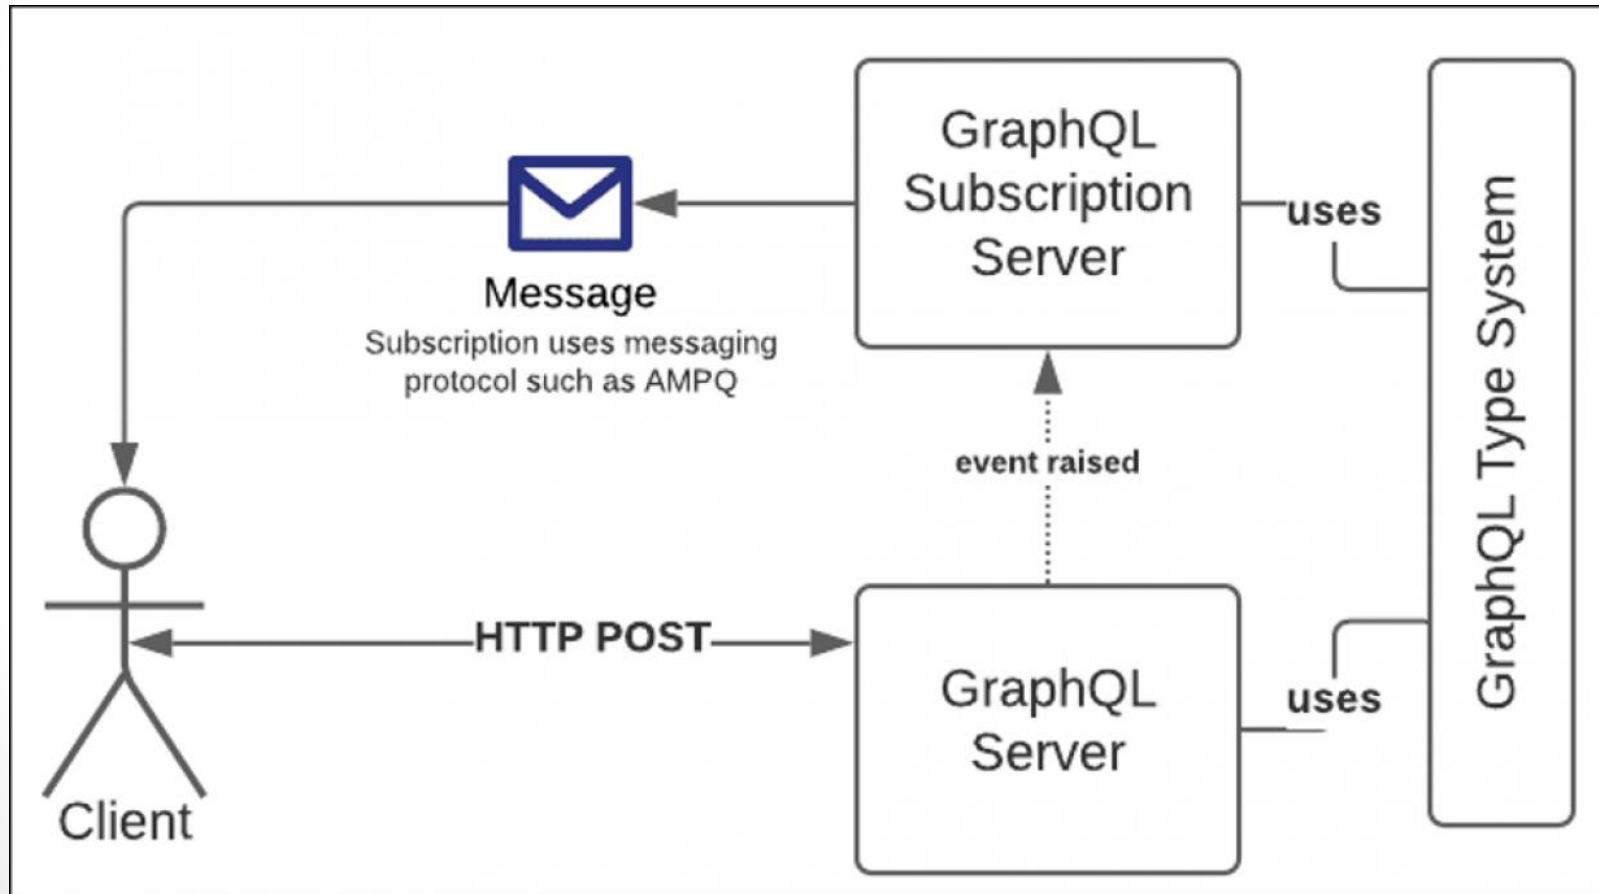 GraphQL
Subscription
Server
uses
Message
Subscription uses messaging
protocol such as AMPQ
event raised
HTTP POST
GraphQL
Server
uses
Client
GraphQL Type System